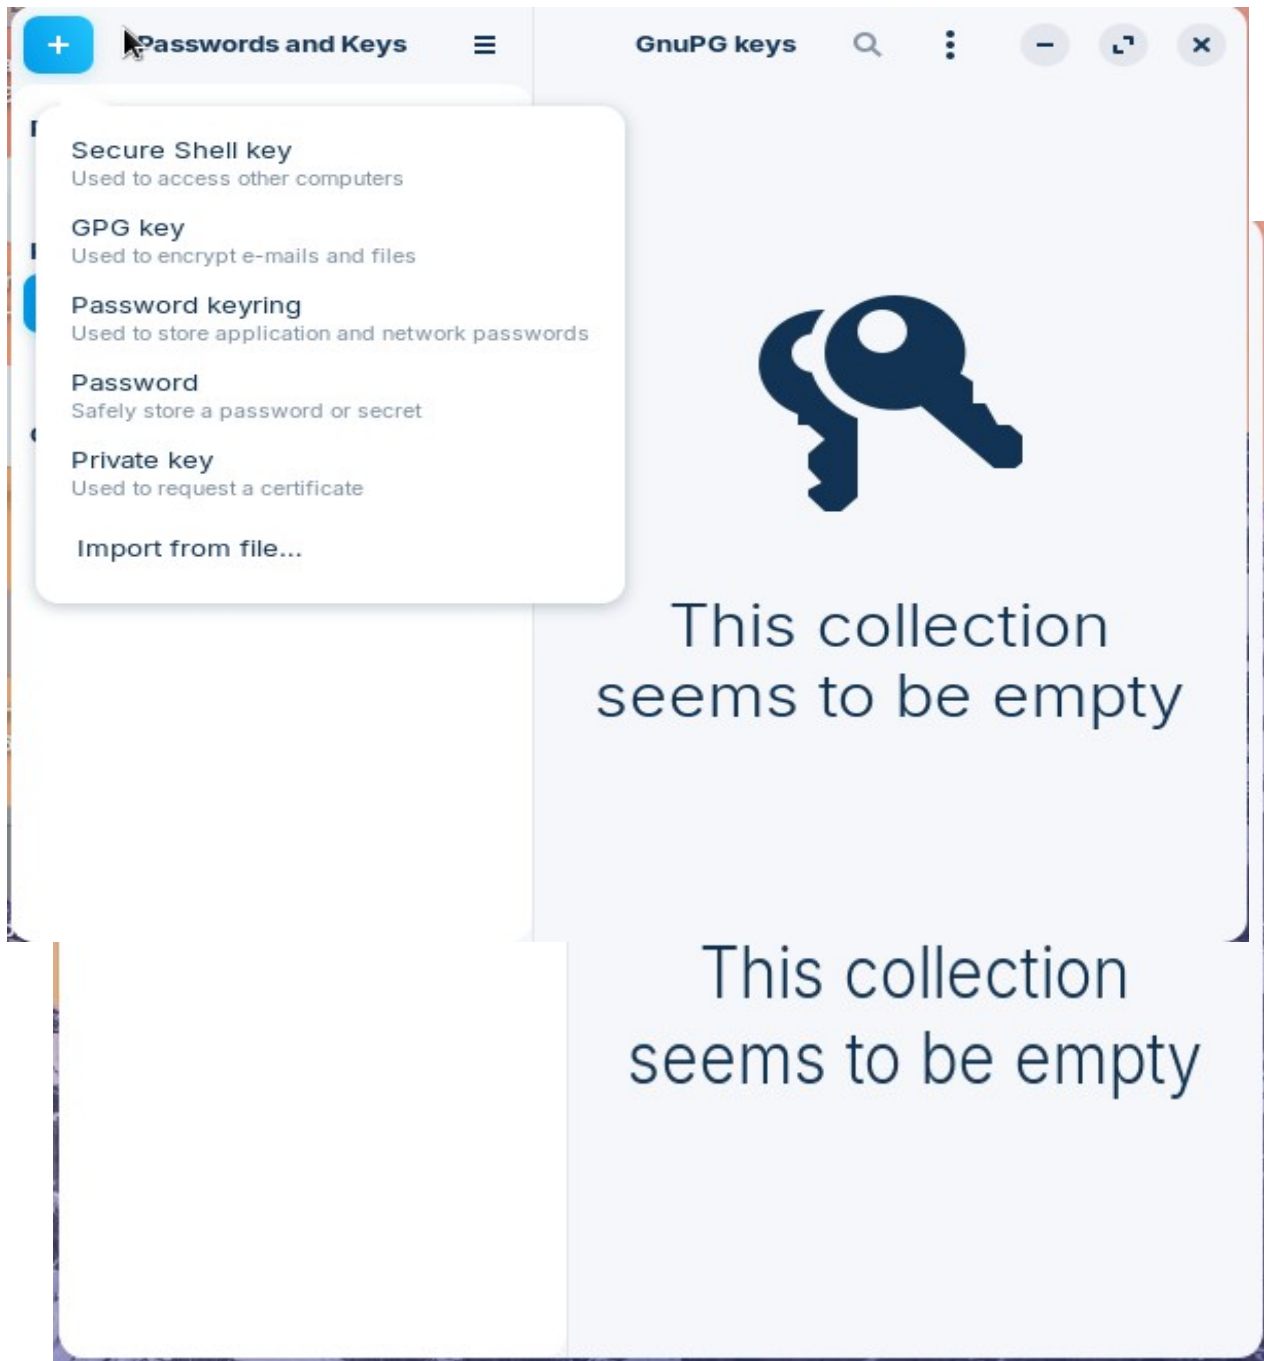 Passwords and Keys
GnuPG keys
Secure Shell key
Used to access other computers
GPG key
Used to encrypt e-mails and files
Password keyring
Used to store application and network passwords
Password
Safely store a password or secret
Private key
Used to request a certificate
Import from file...
This collection
seems to be empty
This collection
seems to be empty